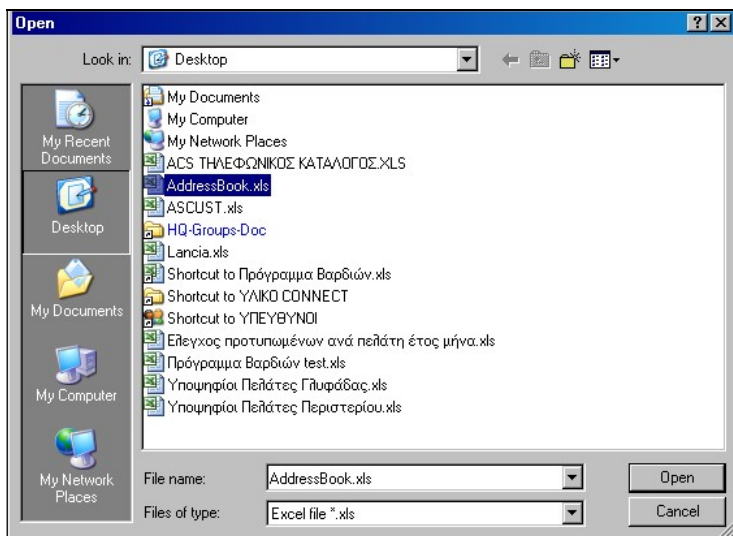 Open
Look in:
Desktop
My Recent
Documents
Desktop
My Documents
My Computer
My Network
Places
My Documents
My Computer
My Network Places
ACS ΤΗΛΕΦΩΝΙΚΟΣ ΚΑΤΑΛΟΓΟΣ.XLS
AddressBook.xls
ASCUST.xls
HQ-Groups-Doc
Lancia.xls
Shortcut to Πρόγραμμα Βαρδιών.xls
Shortcut to ΥΛΙΚΟ CONNECT
Shortcut to ΥΠΕΥΘΥΝΟΙ
Έλεγχος προτυπωμένων ανά πελάτη έτος μήνα.xls
Πρόγραμμα Βαρδιών test.xls
Υποψηφίοι Πελάτες Γλυφάδας.xls
Υποψηφίοι Πελάτες Περιστερίου.xls
File name:
AddressBook.xls
Open
Files of type:
Excel file *.xls
Cancel